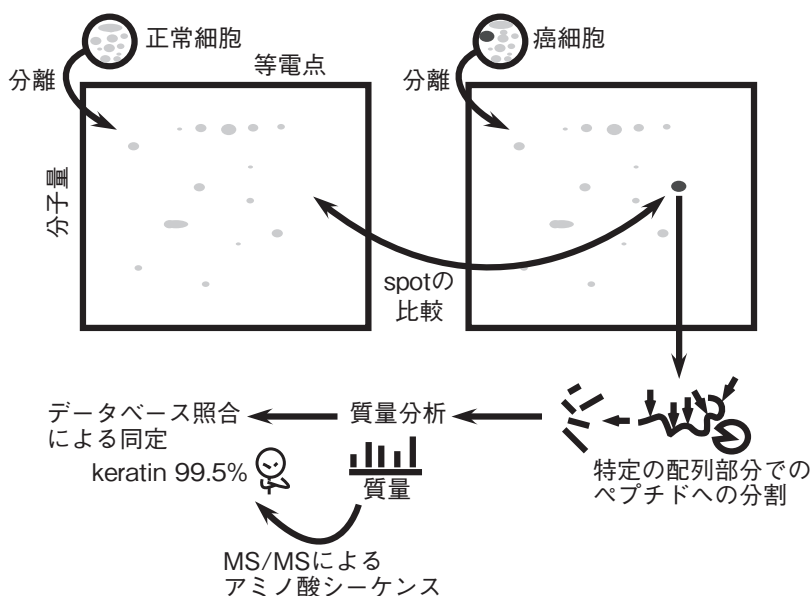 正常細胞
癌細胞
分離
等電点
分離
分子量
spotの
比較
データベース照合
による同定
keratin 99.5%
質量分析
質量
特定の配列部分での
ペプチドへの分割
MS/MSによる
アミノ酸シーケンス